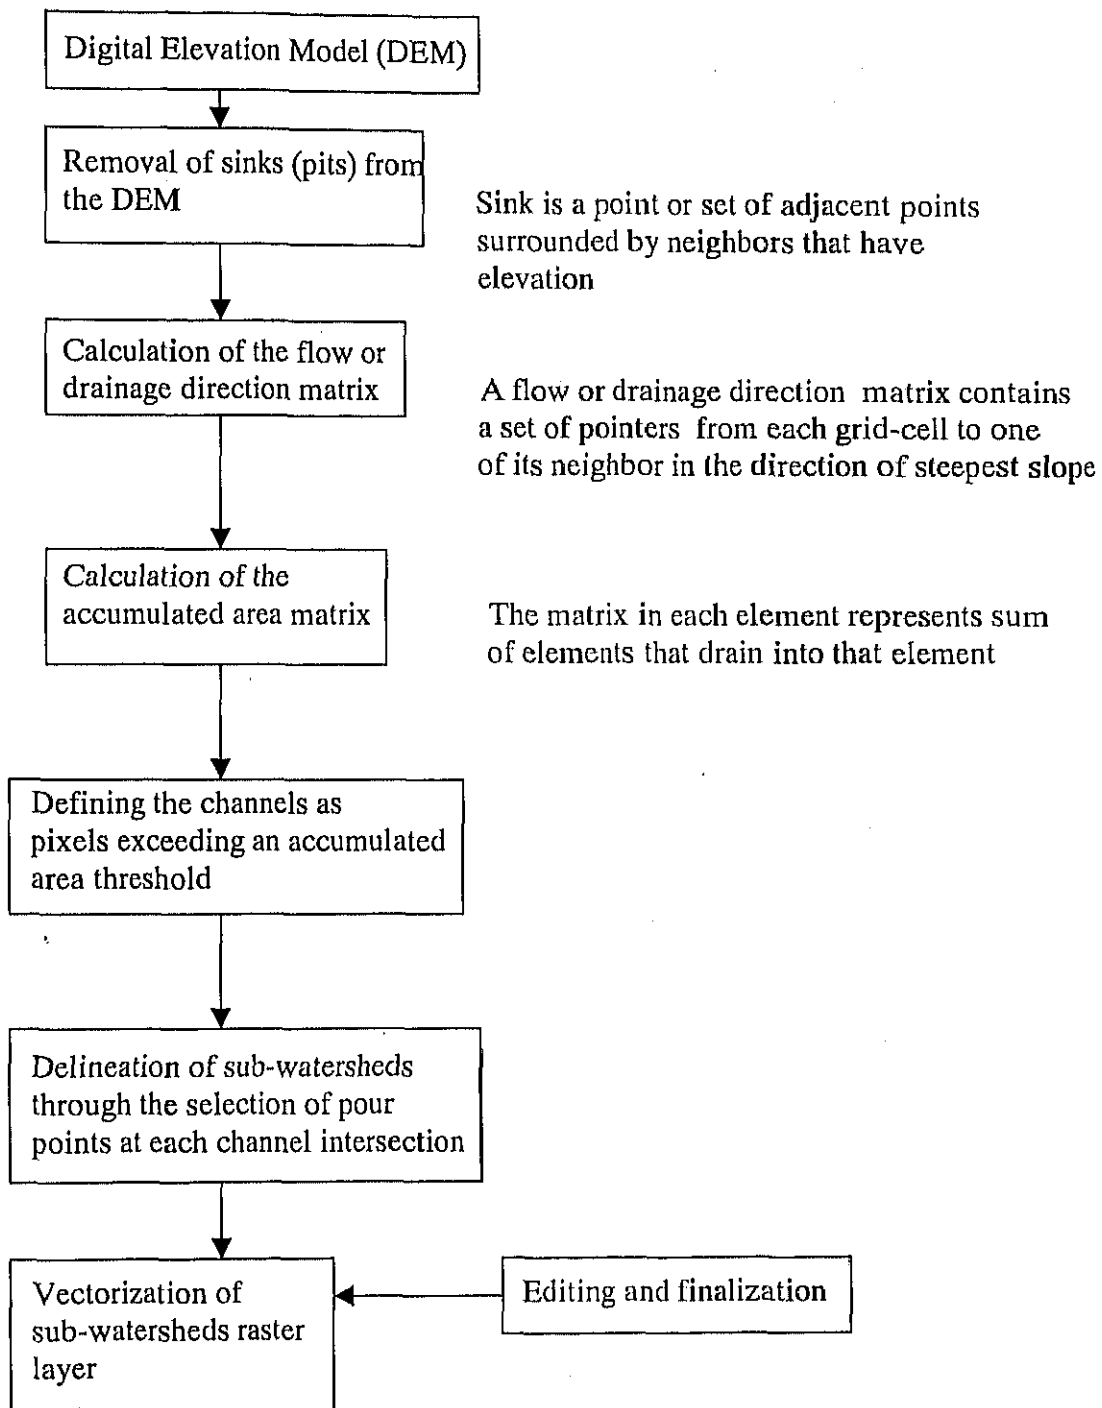 Digital Elevation Model (DEM)
Removal of sinks (pits) from
the DEM
Sink is a point or set of adjacent points
surrounded by neighbors that have
elevation
Calculation of the flow or
drainage direction matrix
A flow or drainage direction matrix contains
a set of pointers from each grid-cell to one
of its neighbor in the direction of steepest slope
Calculation of the
accumulated area matrix
The matrix in each element represents sum
of elements that drain into that element
Defining the channels as
pixels exceeding an accumulated
area threshold
Delineation of sub-watersheds
through the selection of pour
points at each channel intersection
Vectorization of
sub-watersheds raster
layer
Editing and finalization